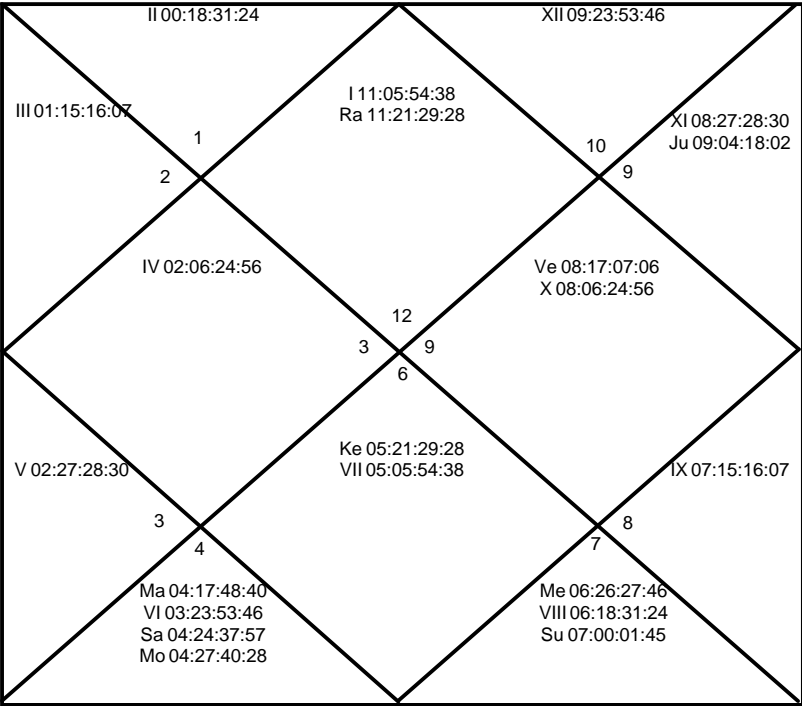 II 00:18:31:24
XII 09:23:53:46
I 11:05:54:38
Ra 11:21:29:28
III 01:15:16:07
XI 08:27:28:30
Ju 09:04:18:02
1
10
2
9
IV 02:06:24:56
Ve 08:17:07:06
X 08:06:24:56
12
3
9
6
Ke 05:21:29:28
VII 05:05:54:38
V 02:27:28:30
IX 07:15:16:07
3
8
4
7
Ma 04:17:48:40
VI 03:23:53:46
Sa 04:24:37:57
Mo 04:27:40:28
Me 06:26:27:46
VIII 06:18:31:24
Su 07:00:01:45